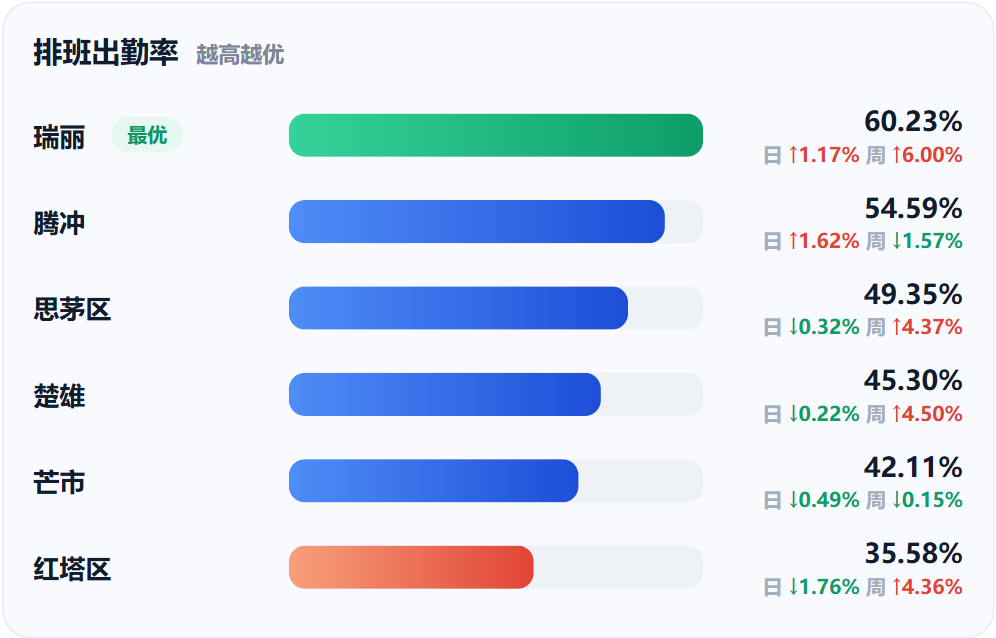 排班出勤率 越高越优
瑞丽 最优 60.23%
日 ↑1.17% 周 ↑6.00%
腾冲 54.59%
日 ↑1.62% 周 ↓1.57%
思茅区 49.35%
日 ↓0.32% 周 ↑4.37%
楚雄 45.30%
日 ↓0.22% 周 ↑4.50%
芒市 42.11%
日 ↓0.49% 周 ↓0.15%
红塔区 35.58%
日 ↓1.76% 周 ↑4.36%